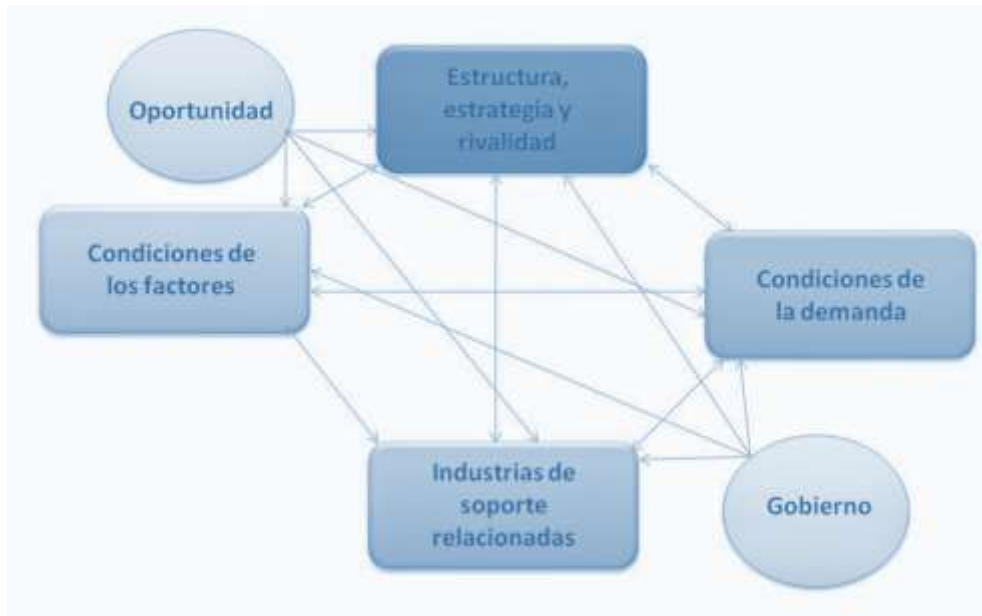 Oportunidad
Estructura,
estrategia y
rivalidad
Condiciones de
los factores
Condiciones de
la demanda
Industrias de
soporte
relacionadas
Gobierno